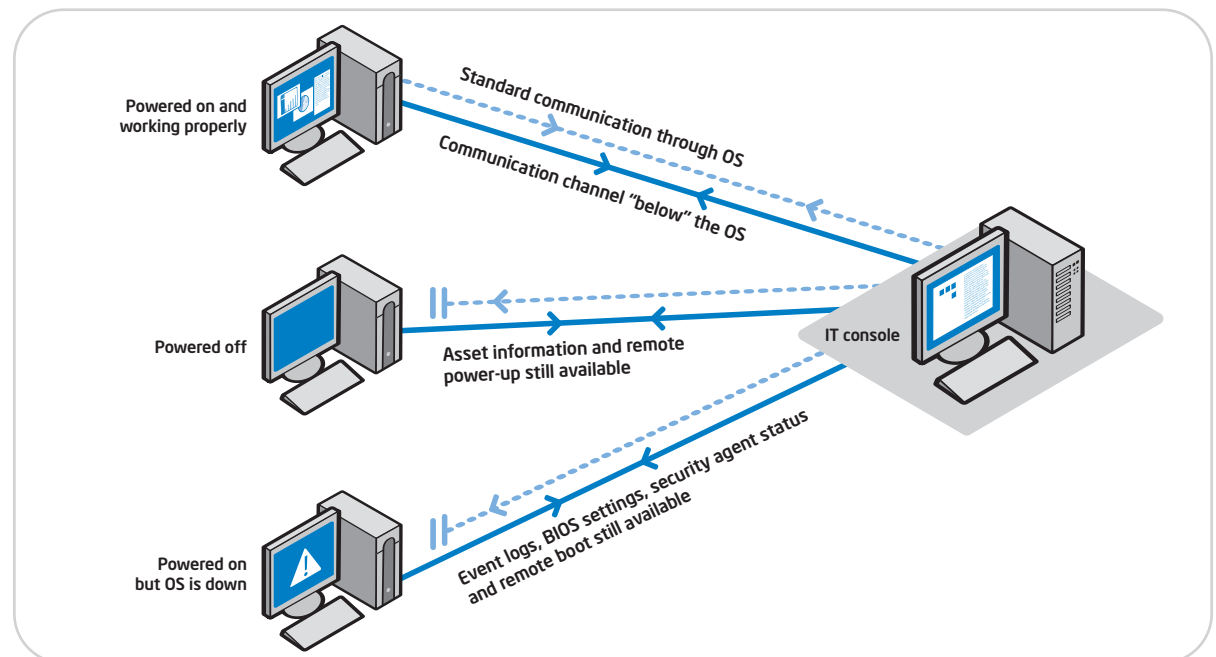 Powered on and
working properly
Standard communication through OS
Communication channel "below" the OS
Powered off
Asset information and remote
power-up still available
IT console
Powered on
but OS is down
Event logs, BIOS settings, security agent status
and remote boot still available